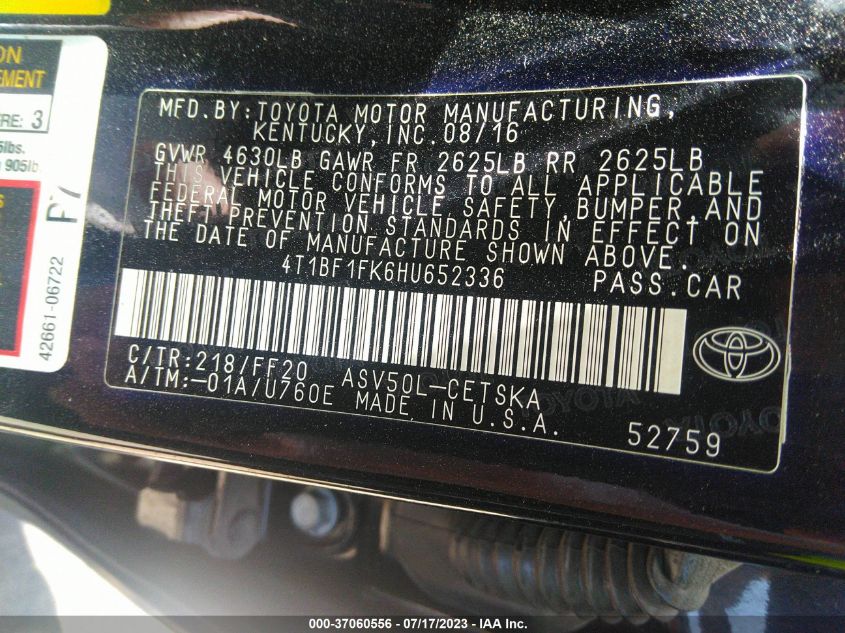 ON
EMENT
RE: 3
5lbs.
905lb
F7
42661-06722
MFD.BY:TOYOTA MOTOR MANUFACTURING,
KENTUCKY,INC.08/16
GVWR 4630LB GAWR FR 2625LB RR 2625LB
THIS VEHICLE CONFORMS TO ALL APPLICABLE
FEDERAL MOTOR VEHICLE SAFETY,BUMPER,AND
THEFT PREVENTION STANDARDS IN EFFECT ON
THE DATE OF MANUFACTURE SHOWN ABOVE.
4T1BF1FK6HU652336 PASS.CAR
C/TR:218/FF20 ASV50L-CETSKA
A/TM:-01A/U760E MADE IN U.S.A.
52759
000-37060556 - 07/17/2023 - IAA Inc.